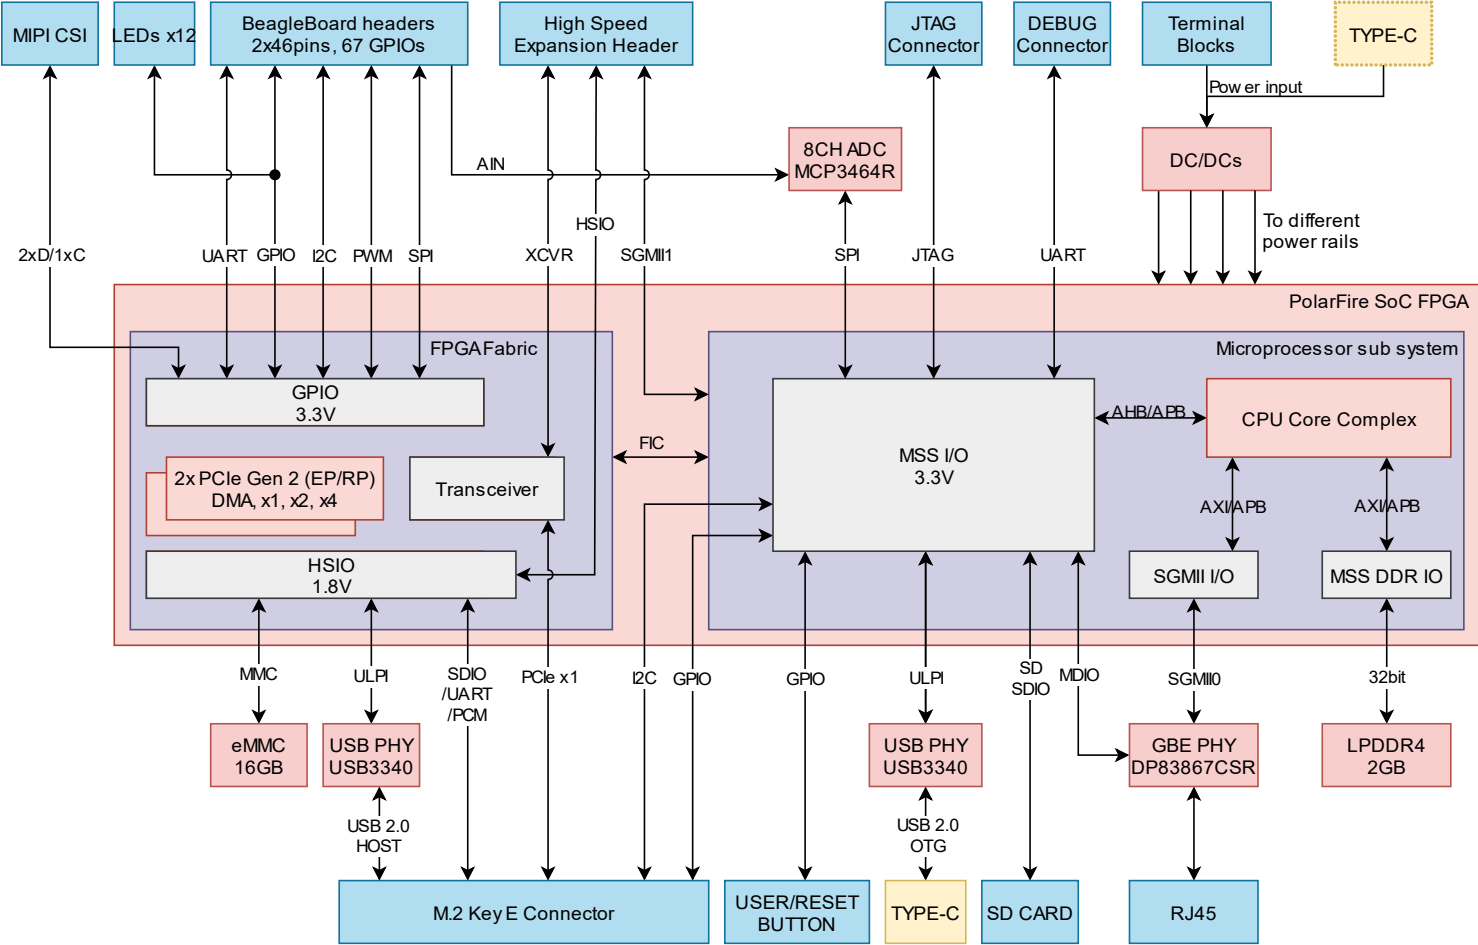 MIPI CSI
LEDs x12
BeagleBoard headers
2x46pins, 67 GPIOs
High Speed
Expansion Header
JTAG
Connector
DEBUG
Connector
Terminal
Blocks
TYPE-C
Power input
8CH ADC
MCP3464R
DC/DCs
AIN
HSIO
To different
power rails
2xD/1xC
UART
GPIO
I2C
PWM
SPI
XCVR
SGMII1
SPI
JTAG
UART
PolarFire SoC FPGA
FPGA Fabric
Microprocessor sub system
GPIO
3.3V
FIC
MSS I/O
3.3V
AHB/APB
CPU Core Complex
2x PCIe Gen 2 (EP/RP)
DMA, x1, x2, x4
Transceiver
AXI/APB
AXI/APB
HSIO
1.8V
SGMII I/O
MSS DDR IO
MMC
ULPI
SDIO
/UART
/PCM
PCIe x1
I2C
GPIO
GPIO
ULPI
SD
SDIO
MDIO
SGMII0
32bit
eMMC
16GB
USB PHY
USB3340
USB PHY
USB3340
GBE PHY
DP83867CSR
LPDDR4
2GB
USB 2.0
HOST
USB 2.0
OTG
M.2 Key E Connector
USER/RESET
BUTTON
TYPE-C
SD CARD
RJ45